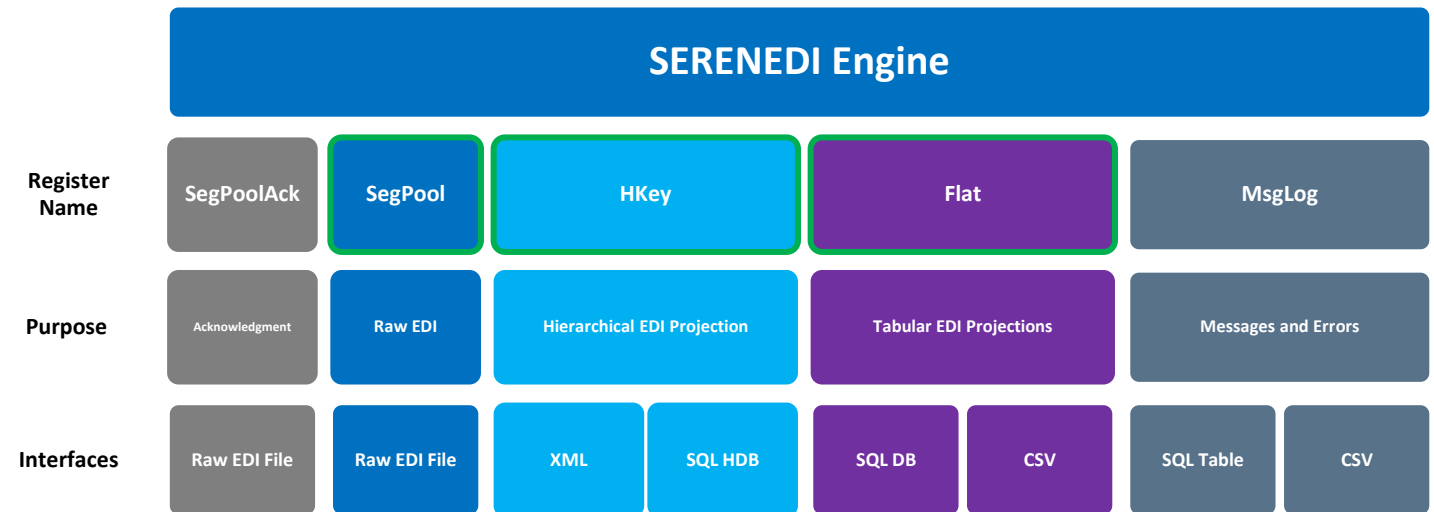 SERENEDI Engine
Register
Name
SegPoolAck
SegPool
HKey
Flat
MsgLog
Purpose
Acknowledgment
Raw EDI
Hierarchical EDI Projection
Tabular EDI Projections
Messages and Errors
Interfaces
Raw EDI File
Raw EDI File
XML
SQL HDB
SQL DB
CSV
SQL Table
CSV